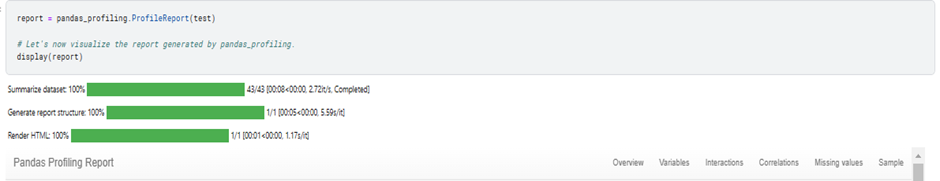 report = pandas_profiling.ProfileReport(test)
# Let's now visualize the report generated by pandas_profiling.
display(report)
Summarize dataset: 100% 43/43 [00:08<00:00, 2.72it/s, Completed]
Generate report structure: 100% 1/1 [00:05<00:00, 5.59s/it]
Render HTML: 100% 1/1 [00:01<00:00, 1.17s/it]
Pandas Profiling Report Overview Variables Interactions Correlations Missing values Sample